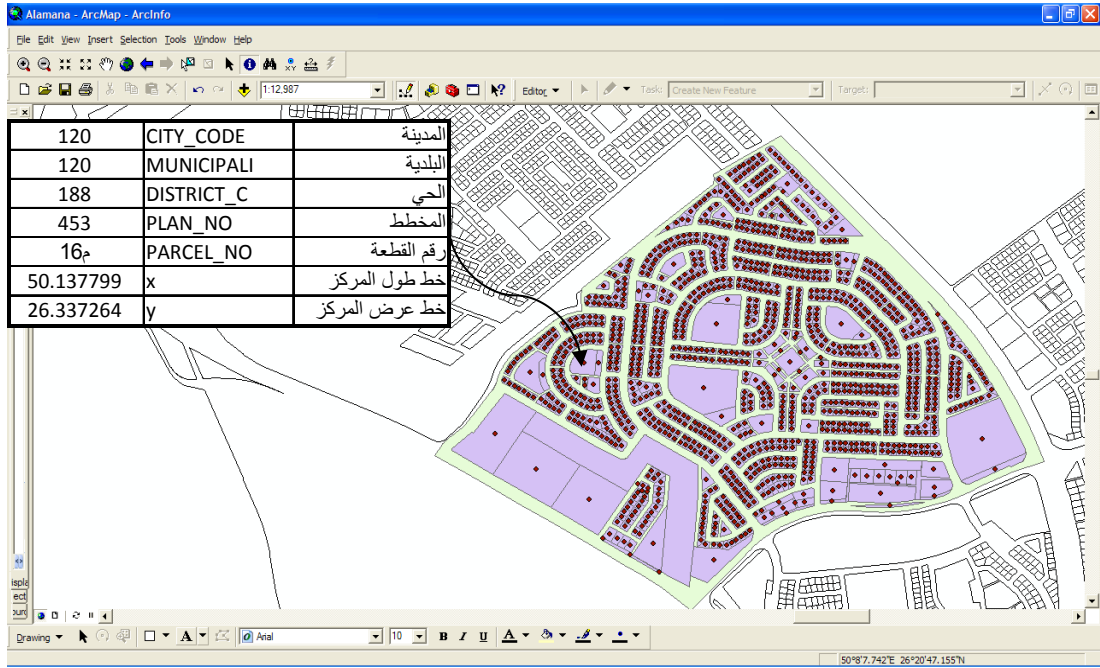 Alamana - ArcMap - ArcInfo
File Edit View Insert Selection Tools Window Help
1:12,987 Editor Task: Create New Feature Target:
120 CITY_CODE المدينة
120 MUNICIPALI البلدية
188 DISTRICT_C الحي
453 PLAN_NO المخطط
م16 PARCEL_NO رقم القطعة
50.137799 x خط طول المركز
26.337264 y خط عرض المركز
ispla
ect
ourc
Drawing A Arial 10 B I U A
50°8'7.742"E 26°20'47.155"N